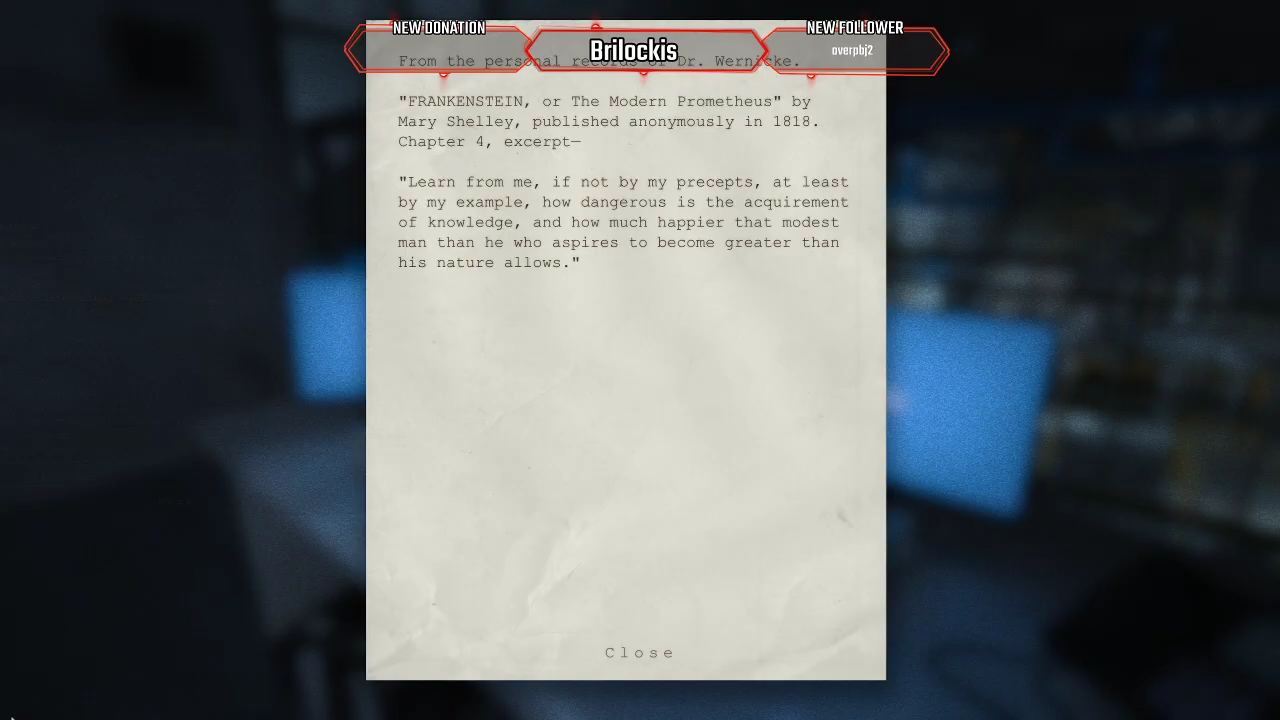 NEW DONATION
NEW FOLLOWER
Brilockis
overpbj2
From the personal records of Dr. Wernicke.
"FRANKENSTEIN, or The Modern Prometheus" by
Mary Shelley, published anonymously in 1818.
Chapter 4, excerpt—
"Learn from me, if not by my precepts, at least
by my example, how dangerous is the acquirement
of knowledge, and how much happier that modest
man than he who aspires to become greater than
his nature allows."
Close